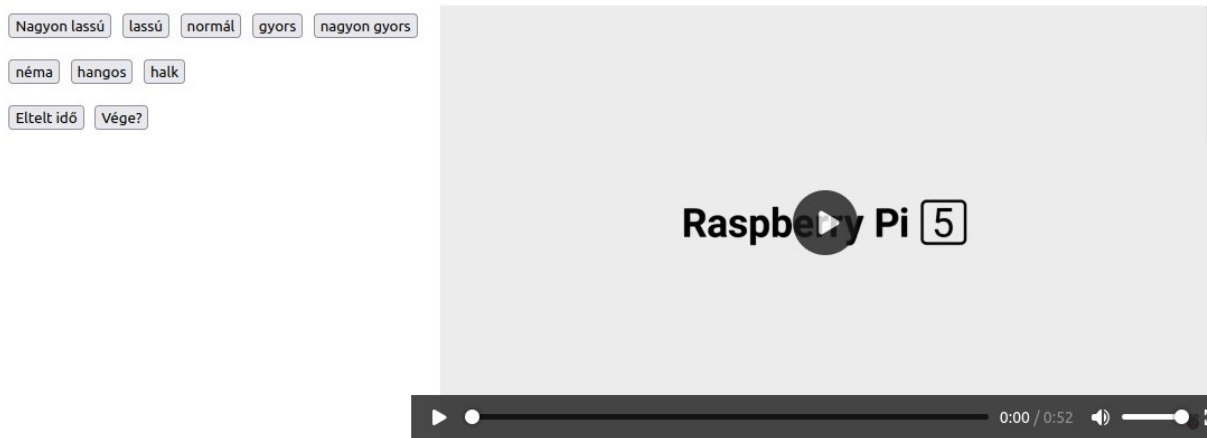 Nagyon lassú lassú normál gyors nagyon gyors
néma hangos halk
Eltelt idő Vége?
Raspberry Pi 5
0:00 / 0:52